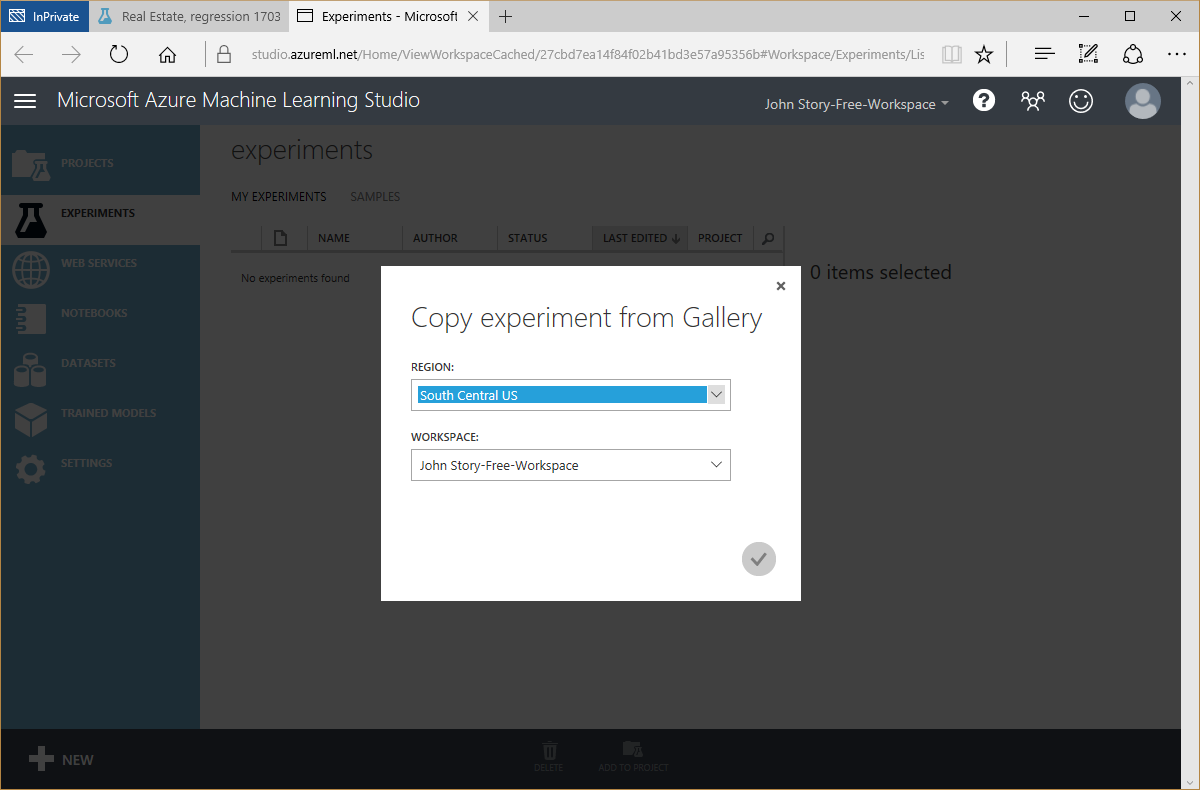 InPrivate
Real Estate, regression 1703
Experiments - Microsoft
studio.azureml.net/Home/ViewWorkspaceCached/27cbd7ea14f84f02b41bd3e57a95356b#Workspace/Experiments/Lis
Microsoft Azure Machine Learning Studio
John Story-Free-Workspace
?
PROJECTS
EXPERIMENTS
WEB SERVICES
NOTEBOOKS
DATASETS
TRAINED MODELS
SETTINGS
experiments
MY EXPERIMENTS SAMPLES
NAME AUTHOR STATUS LAST EDITED PROJECT
No experiments found
0 items selected
Copy experiment from Gallery
REGION:
South Central US
WORKSPACE:
John Story-Free-Workspace
NEW
DELETE
ADD TO PROJECT